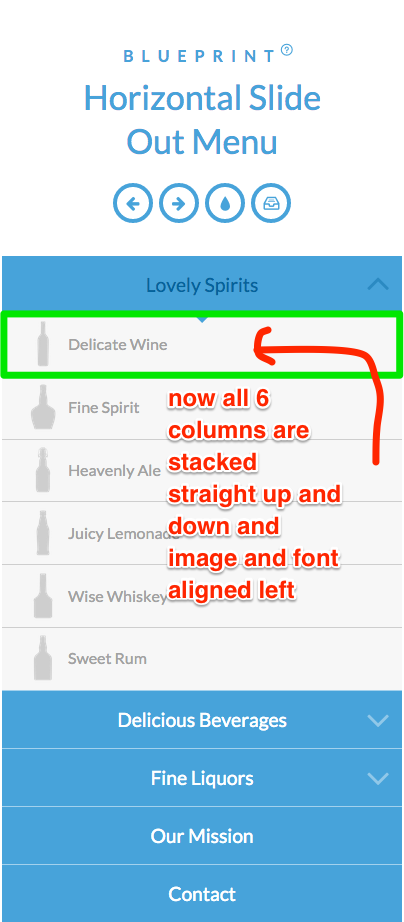 BLUEPRINT ?
Horizontal Slide
Out Menu
Lovely Spirits
Delicate Wine
Fine Spirit
Heavenly Ale
Juicy Lemonade
Wise Whiskey
Sweet Rum
now all 6
columns are
stacked
straight up and
down and
image and font
aligned left
Delicious Beverages
Fine Liquors
Our Mission
Contact